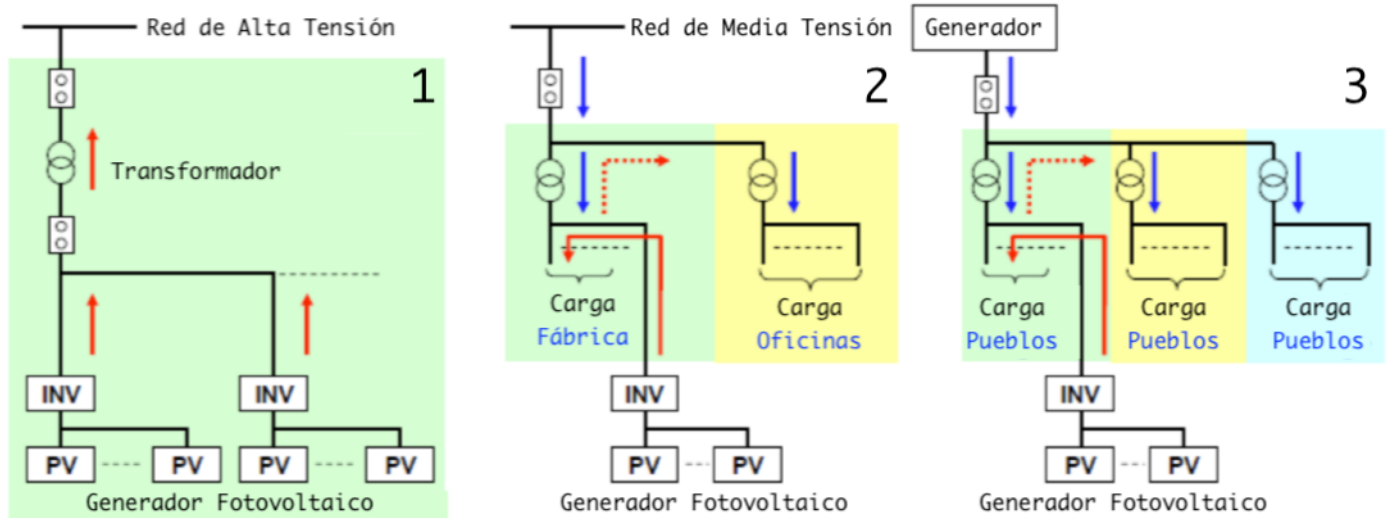 Red de Alta Tensión
1
Transformador
INV
INV
PV
PV
PV
PV
Generador Fotovoltaico
Red de Media Tensión
2
Carga
Carga
Fábrica
Oficinas
INV
PV
PV
Generador Fotovoltaico
Generador
3
Carga
Carga
Carga
Pueblos
Pueblos
Pueblos
INV
PV
PV
Generador Fotovoltaico